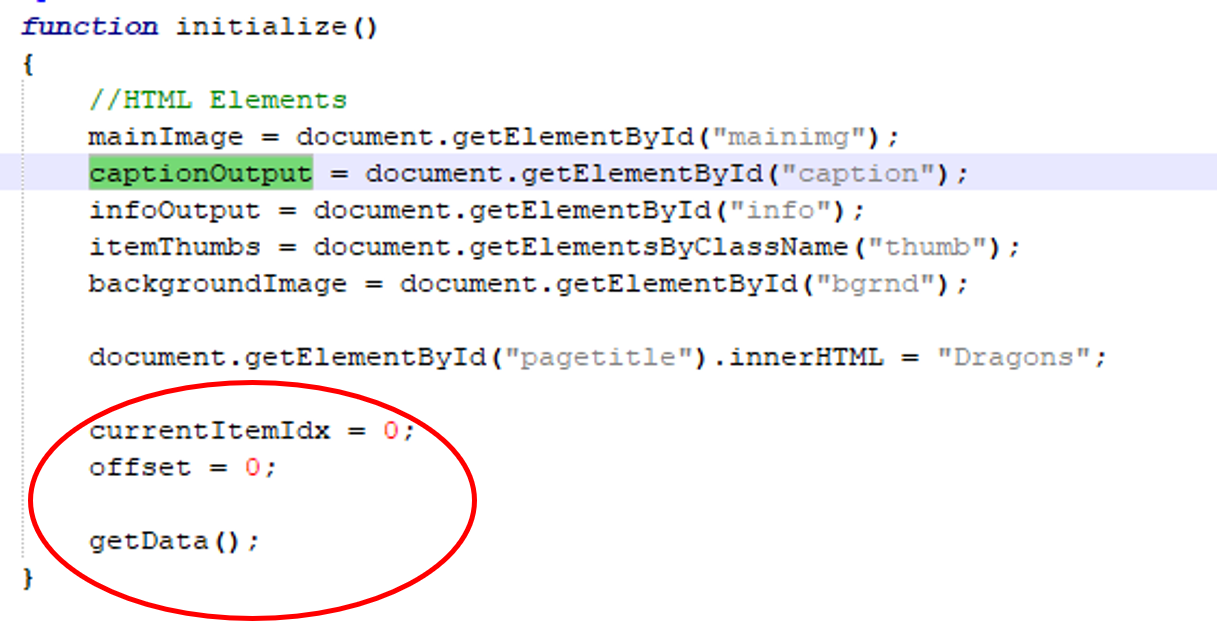 function initialize()
{
//HTML Elements
mainImage = document.getElementById("mainimg");
captionOutput = document.getElementById("caption");
infoOutput = document.getElementById("info");
itemThumbs = document.getElementsByClassName("thumb");
backgroundImage = document.getElementById("bgrnd");
document.getElementById("pagetitle").innerHTML = "Dragons";
currentItemIdx = 0;
offset = 0;
getData();
}